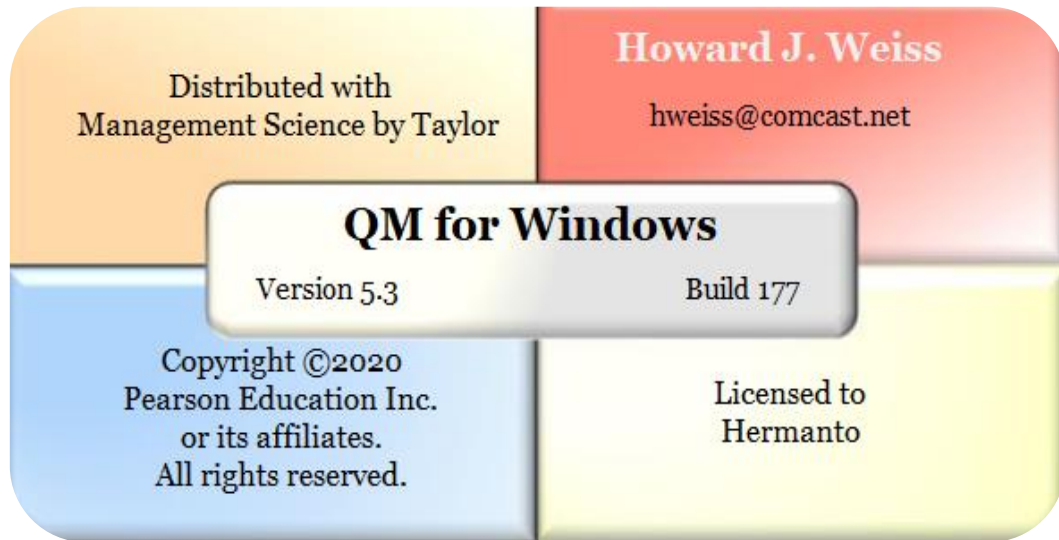 Distributed with
Management Science by Taylor
Howard J. Weiss
hweiss@comcast.net
QM for Windows
Version 5.3
Build 177
Copyright ©2020
Pearson Education Inc.
or its affiliates.
All rights reserved.
Licensed to
Hermanto